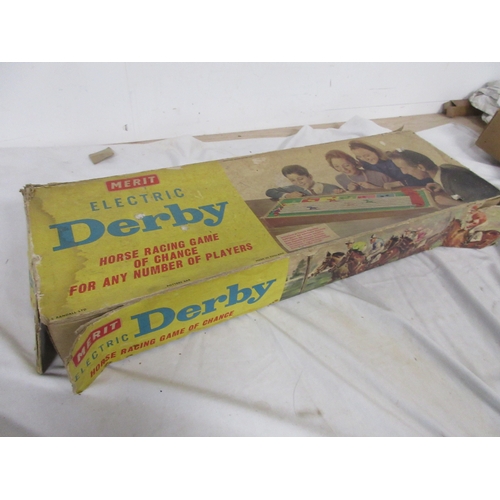 MERIT
ELECTRIC
Derby
HORSE RACING GAME
OF CHANCE
FOR ANY NUMBER OF PLAYERS
MERIT
ELECTRIC
Derby
HORSE RACING GAME OF CHANCE